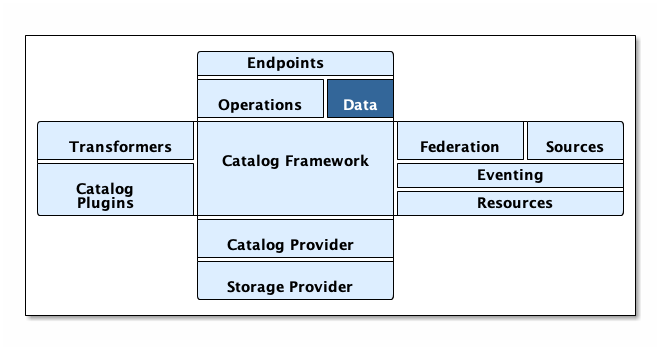 Endpoints
Operations
Data
Transformers
Catalog Framework
Federation
Sources
Catalog
Plugins
Eventing
Resources
Catalog Provider
Storage Provider